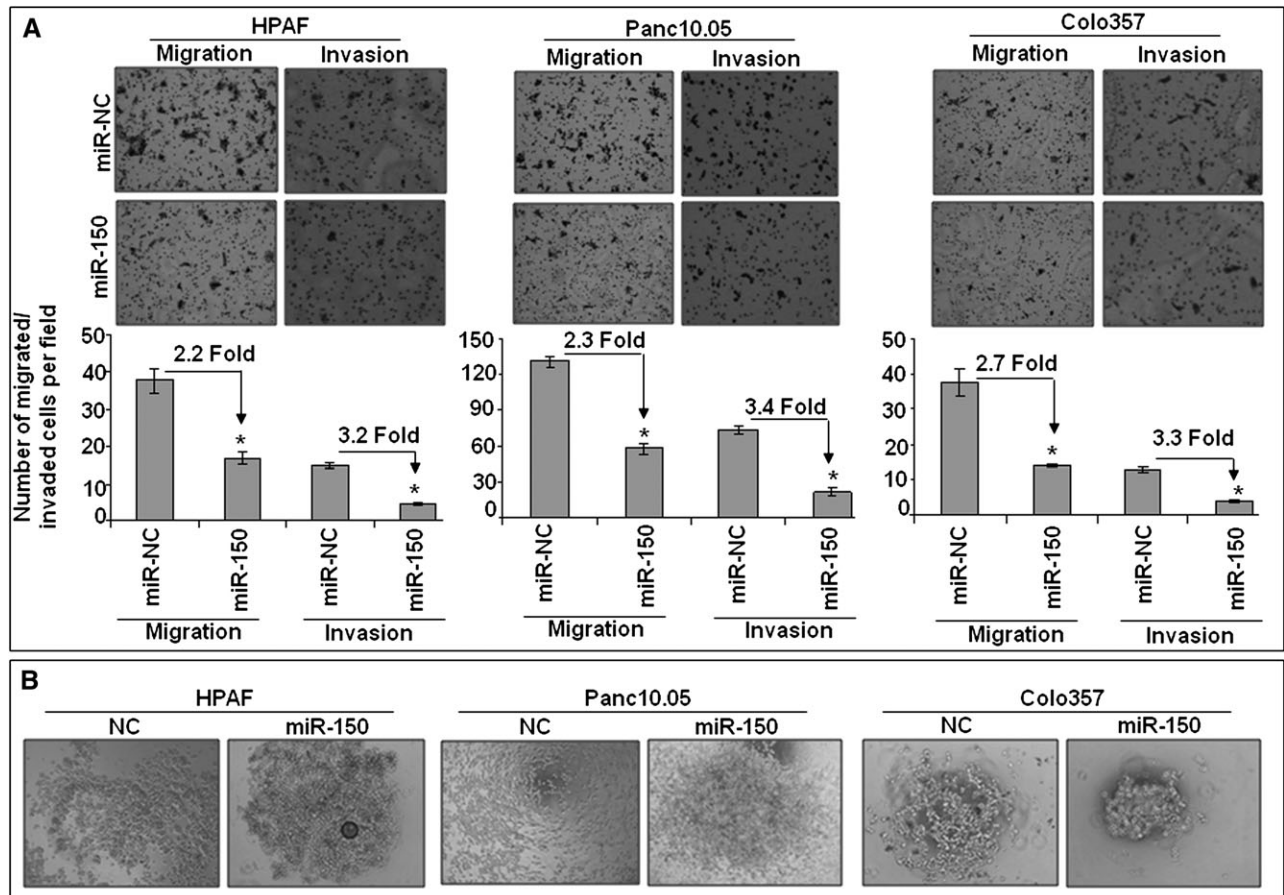 A
HPAF
Panc10.05
Colo357
Migration Invasion
Migration Invasion
Migration Invasion
miR-NC
miR-150
Number of migrated/
invaded cells per field
50
40
30
20
10
0
2.2 Fold
*
3.2 Fold
*
150
130
90
60
30
0
2.3 Fold
*
3.4 Fold
*
50
40
30
20
10
0
2.7 Fold
*
3.3 Fold
*
miR-NC
miR-150
miR-NC
miR-150
miR-NC
miR-150
miR-NC
miR-150
miR-NC
miR-150
miR-NC
miR-150
Migration Invasion
Migration Invasion
Migration Invasion
B
HPAF
Panc10.05
Colo357
NC miR-150
NC miR-150
NC miR-150